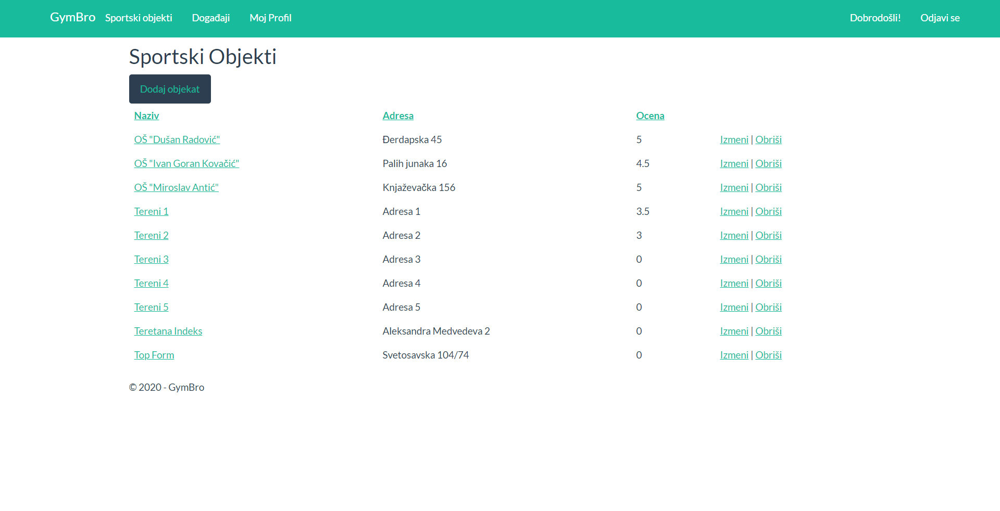 GymBro Sportski objekti Događaji Moj Profil Dobrodošli! Odjavi se
Sportski Objekti
Dodaj objekat
Naziv Adresa Ocena
OŠ "Dušan Radović" Đerdapska 45 5 Izmeni | Obriši
OŠ "Ivan Goran Kovačić" Palih junaka 16 4.5 Izmeni | Obriši
OŠ "Miroslav Antić" Knjaževačka 156 5 Izmeni | Obriši
Tereni 1 Adresa 1 3.5 Izmeni | Obriši
Tereni 2 Adresa 2 3 Izmeni | Obriši
Tereni 3 Adresa 3 0 Izmeni | Obriši
Tereni 4 Adresa 4 0 Izmeni | Obriši
Tereni 5 Adresa 5 0 Izmeni | Obriši
Teretana Indeks Aleksandra Medvedeva 2 0 Izmeni | Obriši
Top Form Svetosavska 104/74 0 Izmeni | Obriši
© 2020 - GymBro